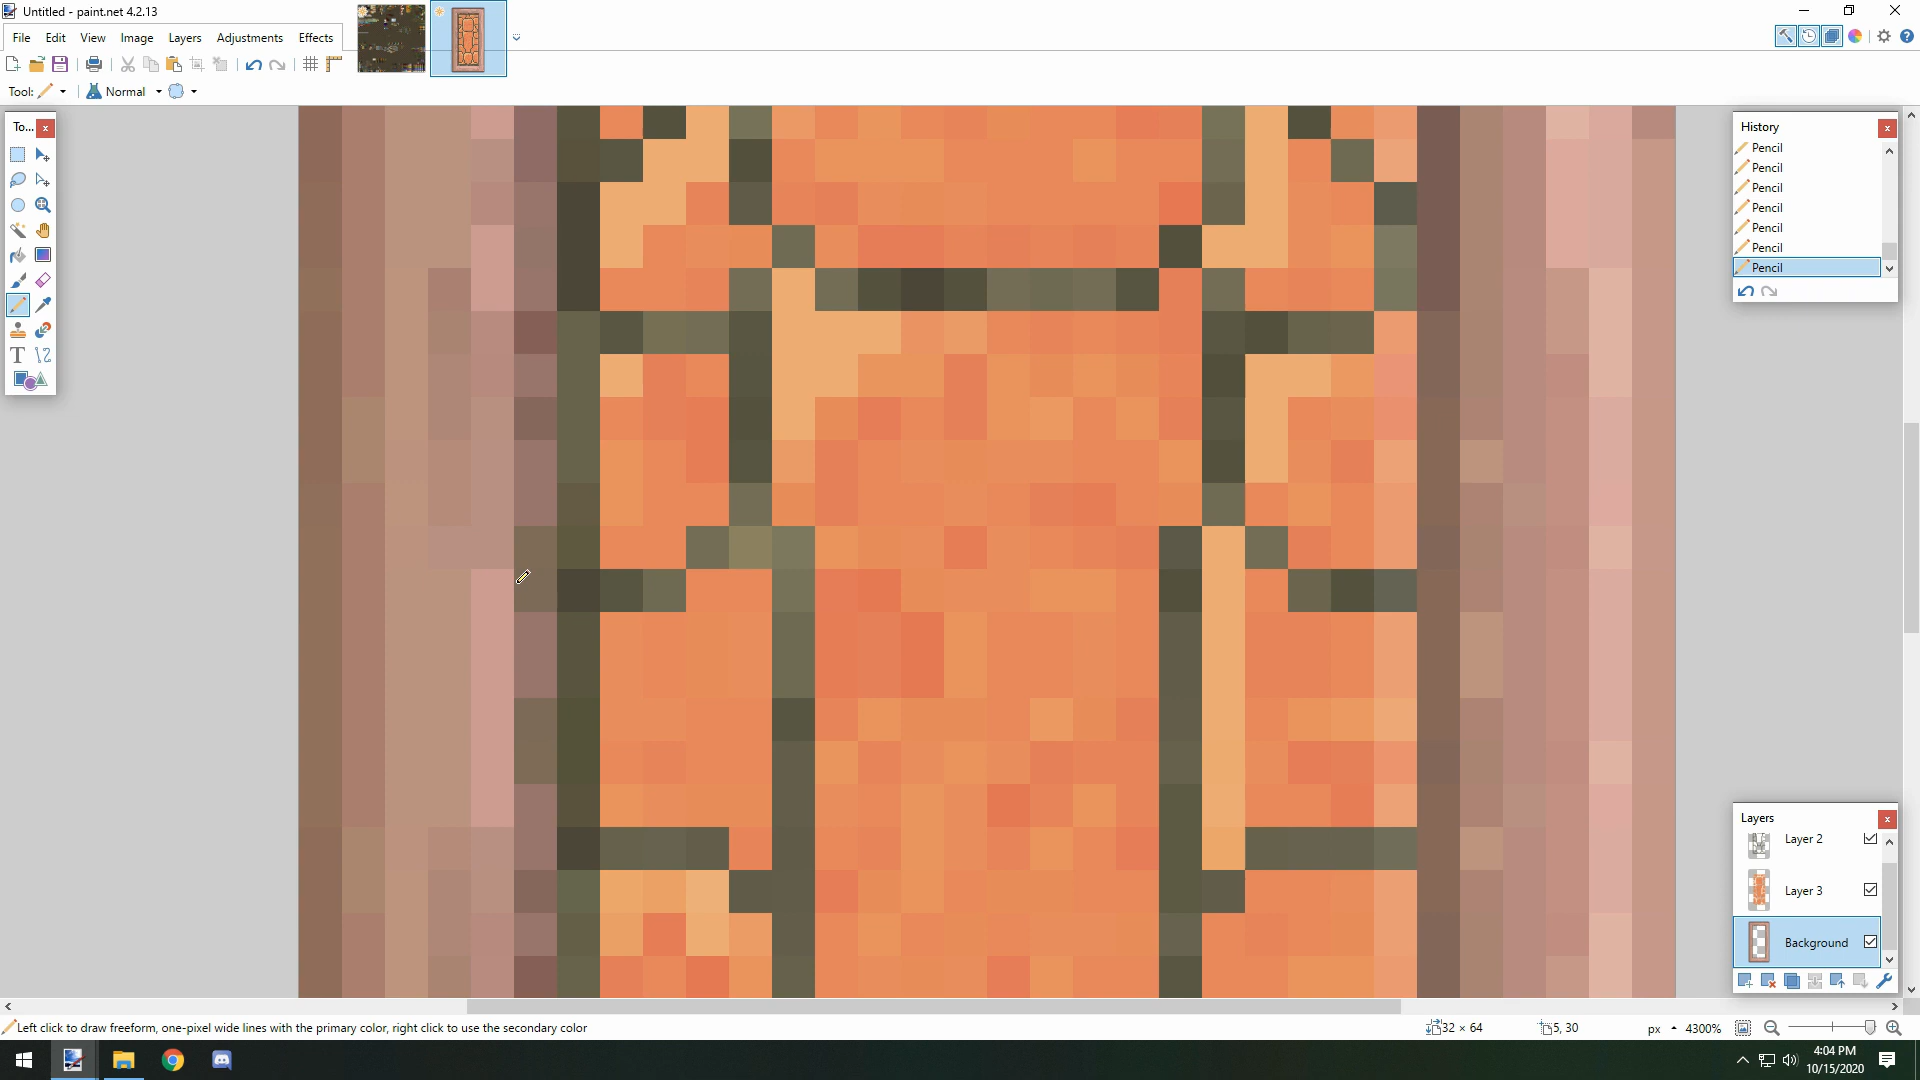 Untitled - paint.net 4.2.13
File Edit View Image Layers Adjustments Effects
Tool: Normal
To...
T
History
Pencil
Pencil
Pencil
Pencil
Pencil
Pencil
Pencil
Layers
Layer 2
Layer 3
Background
Left click to draw freeform, one-pixel wide lines with the primary color, right click to use the secondary color
32 × 64
5, 30
px
4300%
4:04 PM
10/15/2020